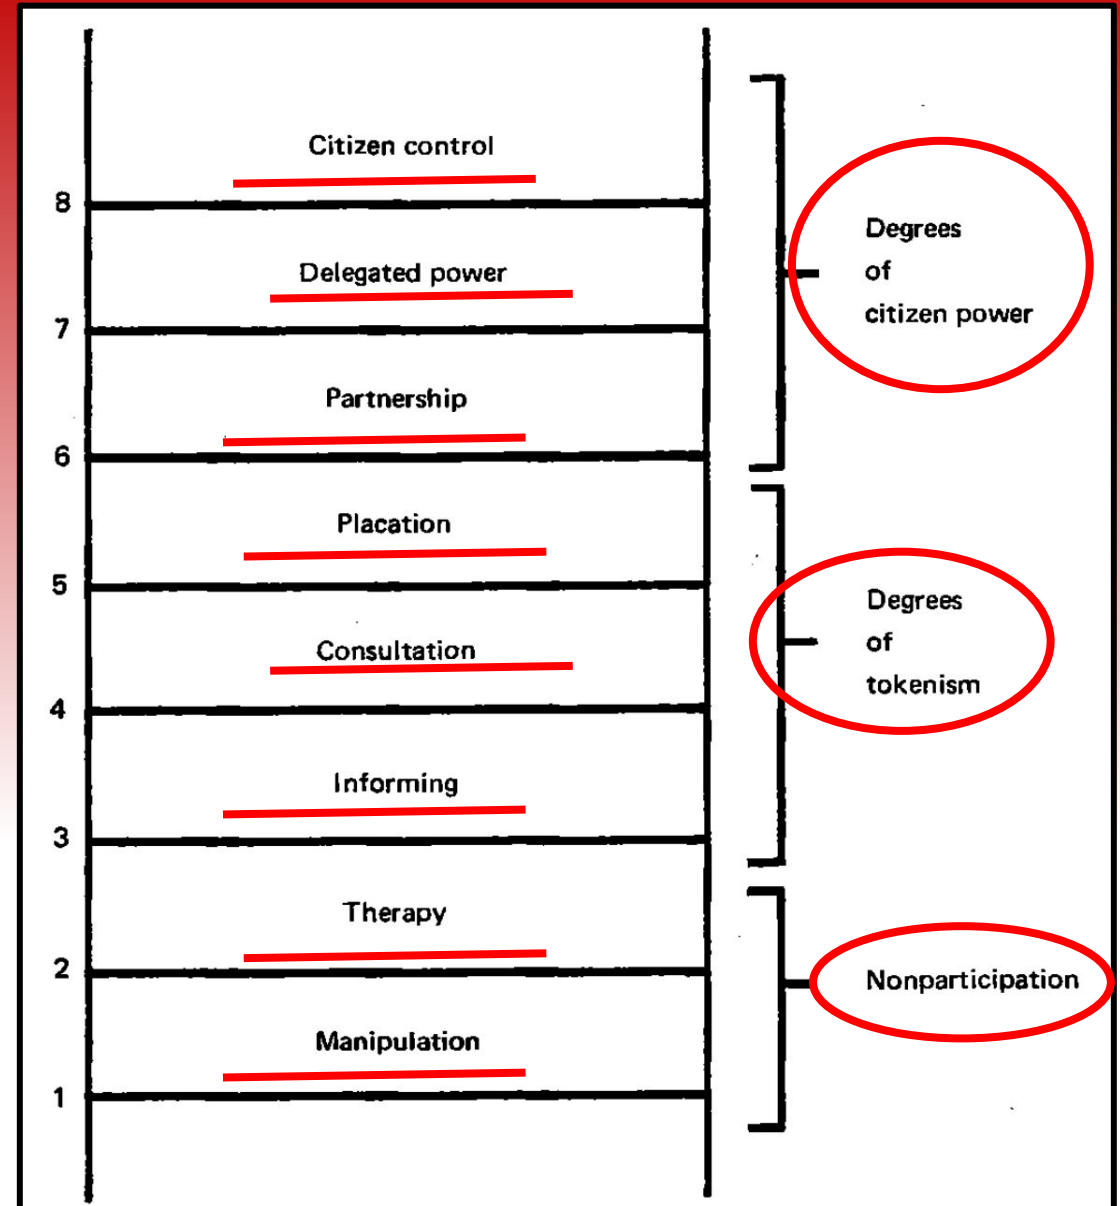 Citizen control
8
Delegated power
7
Partnership
6
Placation
5
Consultation
4
Informing
3
Therapy
2
Manipulation
1
Degrees
of
citizen power
Degrees
of
tokenism
Nonparticipation